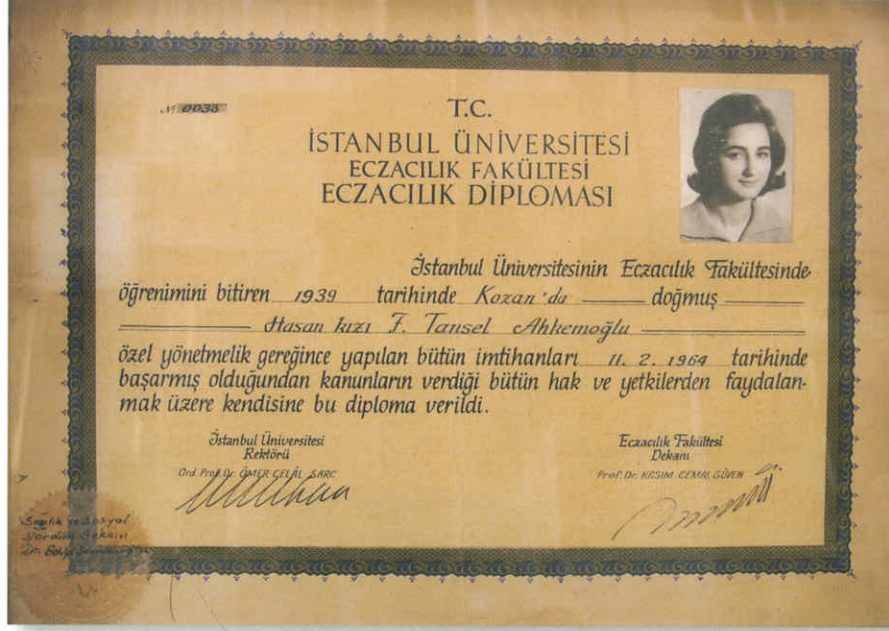 № 0038
T.C.
İSTANBUL ÜNİVERSİTESİ
ECZACILIK FAKÜLTESİ
ECZACILIK DİPLOMASI
İstanbul Üniversitesinin Eczacılık Fakültesinde
öğrenimini bitiren 1939 tarihinde Kozan'da doğmuş
Hasan kızı F. Tansel Ahkemoğlu
özel yönetmelik gereğince yapılan bütün imtihanları 11. 2. 1964 tarihinde
başarmış olduğundan kanunların verdiği bütün hak ve yetkilerden faydalan-
mak üzere kendisine bu diploma verildi.
İstanbul Üniversitesi
Rektörü
Ord. Prof. Dr. ÖMER CELÂL SARC
Eczacılık Fakültesi
Dekanı
Prof. Dr. KASIM CEMAL GÜVEN
Sağlık ve Sosyal
Yardım Bakanı
Dr.